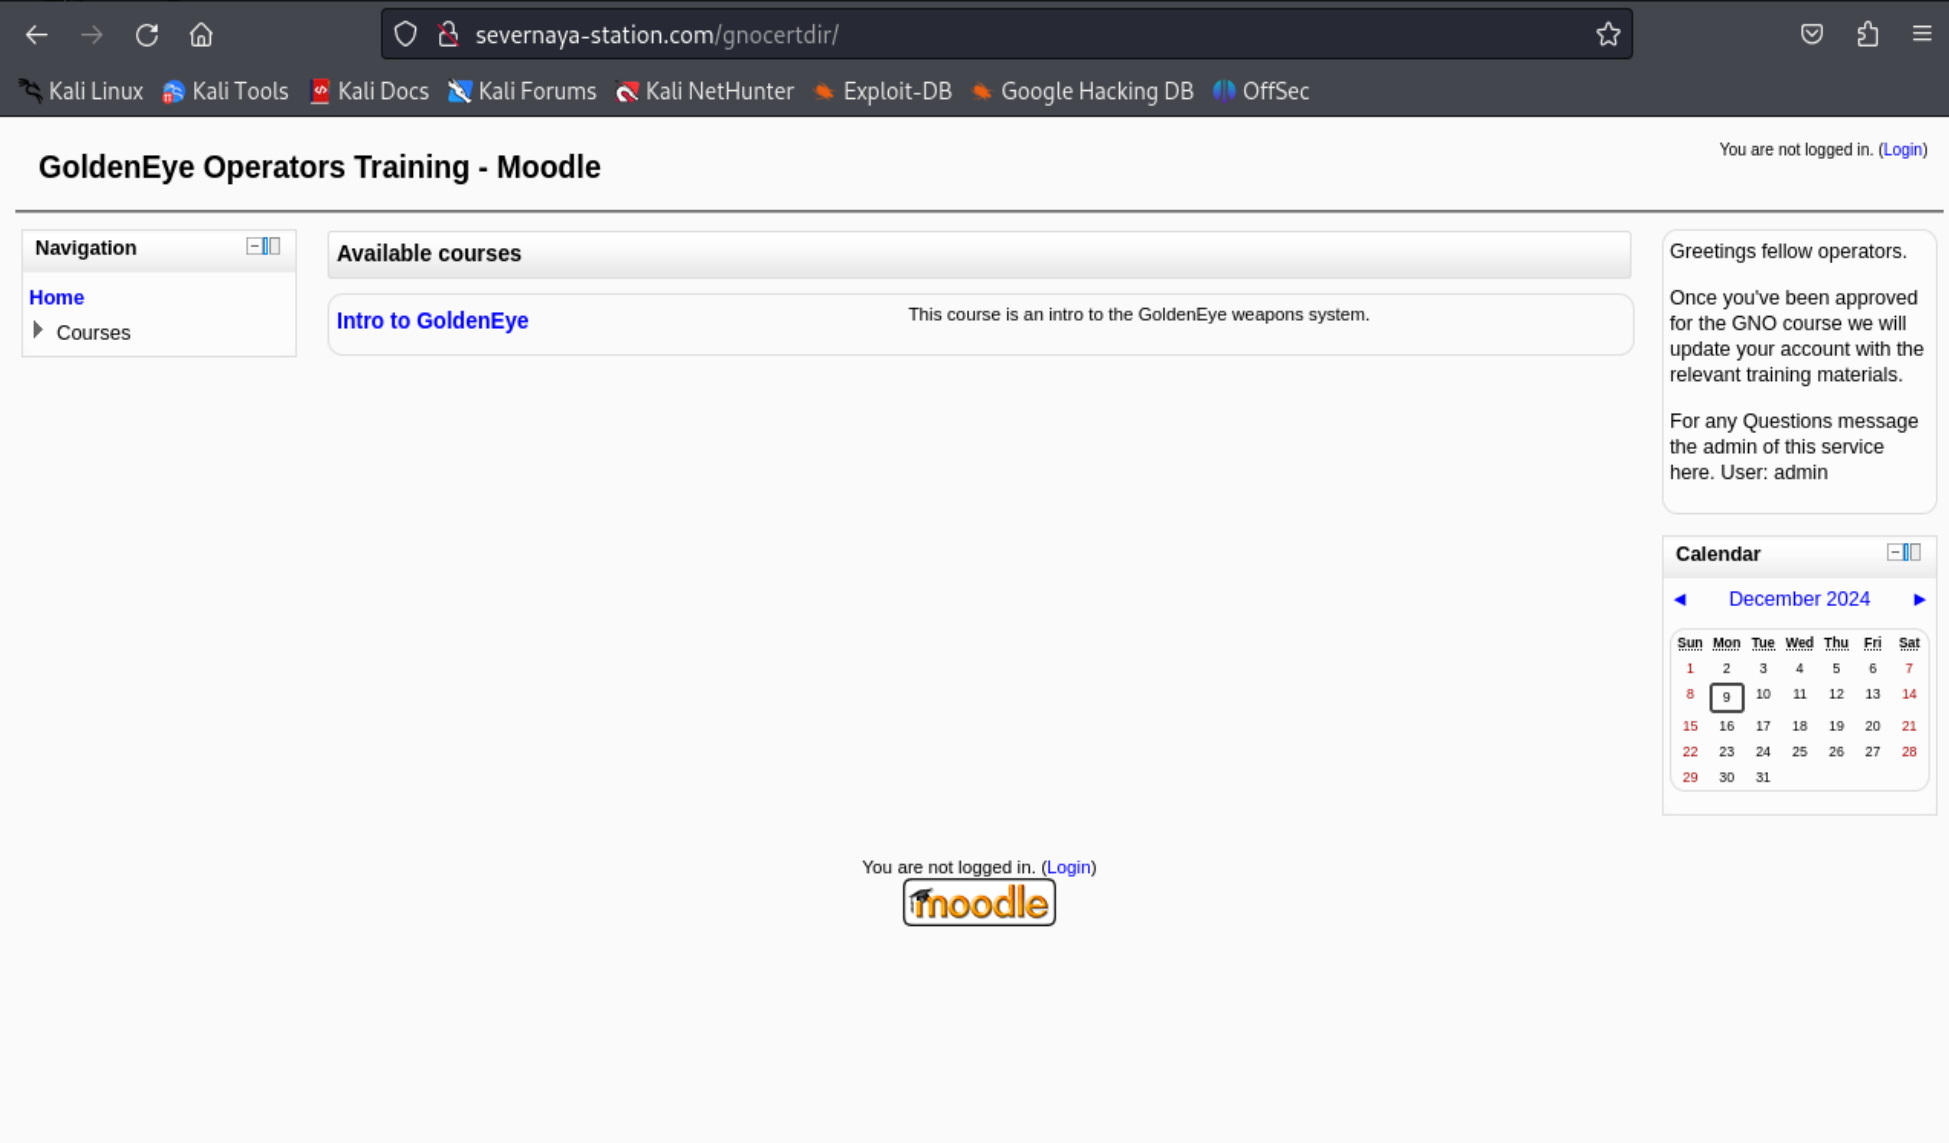 severnaya-station.com/gnocertdir/
Kali Linux Kali Tools Kali Docs Kali Forums Kali NetHunter Exploit-DB Google Hacking DB OffSec
GoldenEye Operators Training - Moodle
You are not logged in. (Login)
Navigation
Home
Courses
Available courses
Intro to GoldenEye
This course is an intro to the GoldenEye weapons system.
Greetings fellow operators.
Once you've been approved
for the GNO course we will
update your account with the
relevant training materials.
For any Questions message
the admin of this service
here. User: admin
Calendar
◄ December 2024 ►
Sun Mon Tue Wed Thu Fri Sat
1 2 3 4 5 6 7
8 9 10 11 12 13 14
15 16 17 18 19 20 21
22 23 24 25 26 27 28
29 30 31
You are not logged in. (Login)
moodle